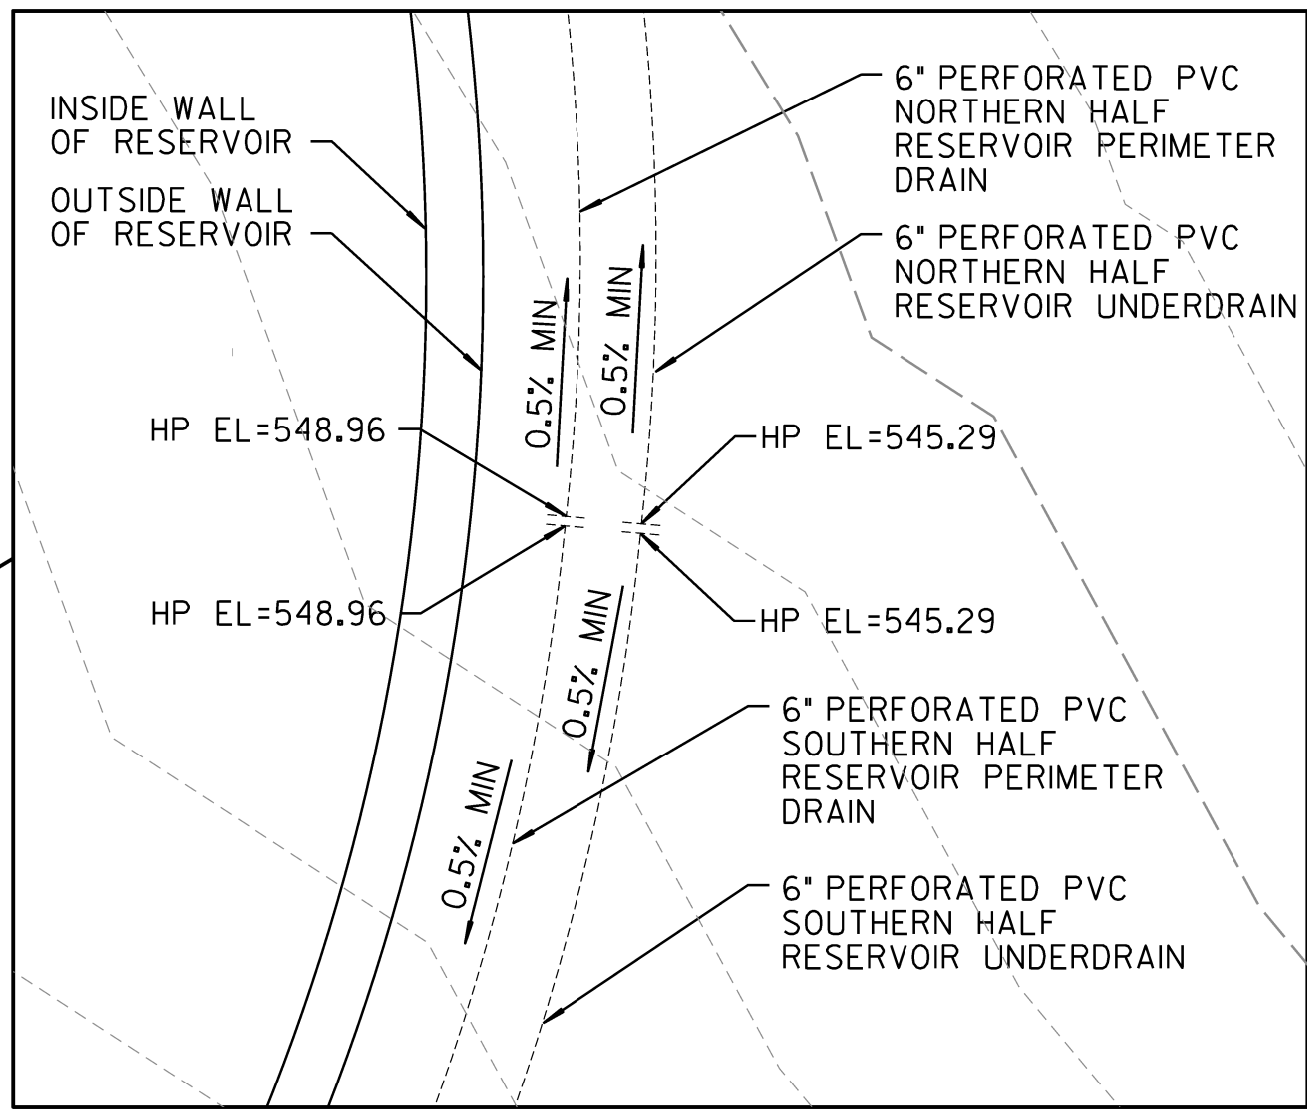 INSIDE WALL
OF RESERVOIR
OUTSIDE WALL
OF RESERVOIR
6" PERFORATED PVC
NORTHERN HALF
RESERVOIR PERIMETER
DRAIN
6" PERFORATED PVC
NORTHERN HALF
RESERVOIR UNDERDRAIN
0.5% MIN
0.5% MIN
HP EL=548.96
HP EL=545.29
HP EL=548.96
HP EL=545.29
0.5% MIN
0.5% MIN
6" PERFORATED PVC
SOUTHERN HALF
RESERVOIR PERIMETER
DRAIN
6" PERFORATED PVC
SOUTHERN HALF
RESERVOIR UNDERDRAIN